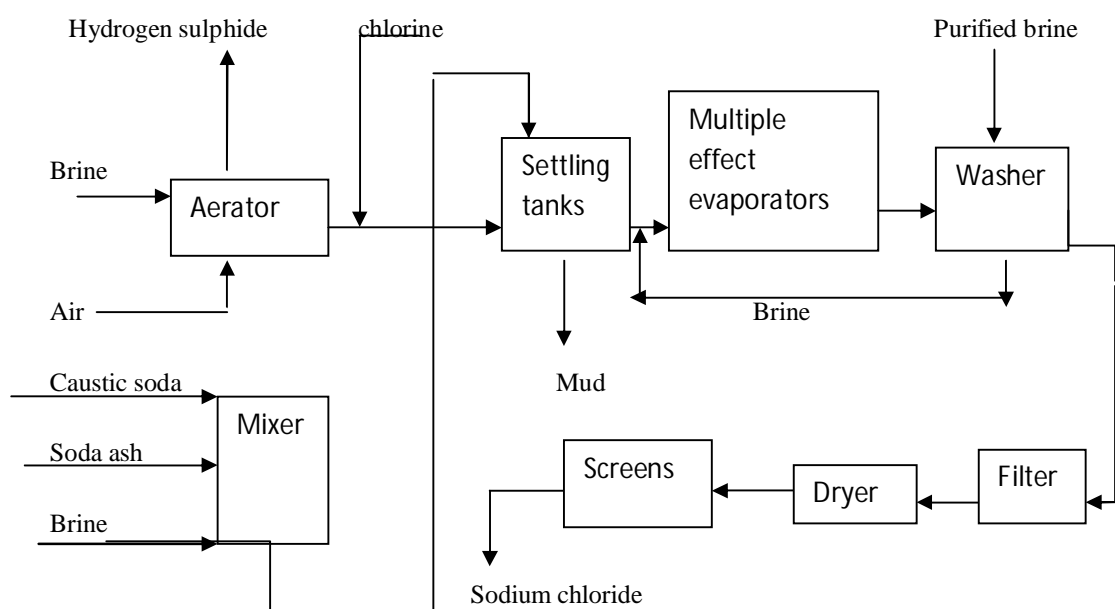 Hydrogen sulphide
chlorine
Purified brine
Multiple
effect
evaporators
Settling
tanks
Washer
Brine
Aerator
Air
Brine
Mud
Caustic soda
Mixer
Soda ash
Screens
Dryer
Filter
Brine
Sodium chloride